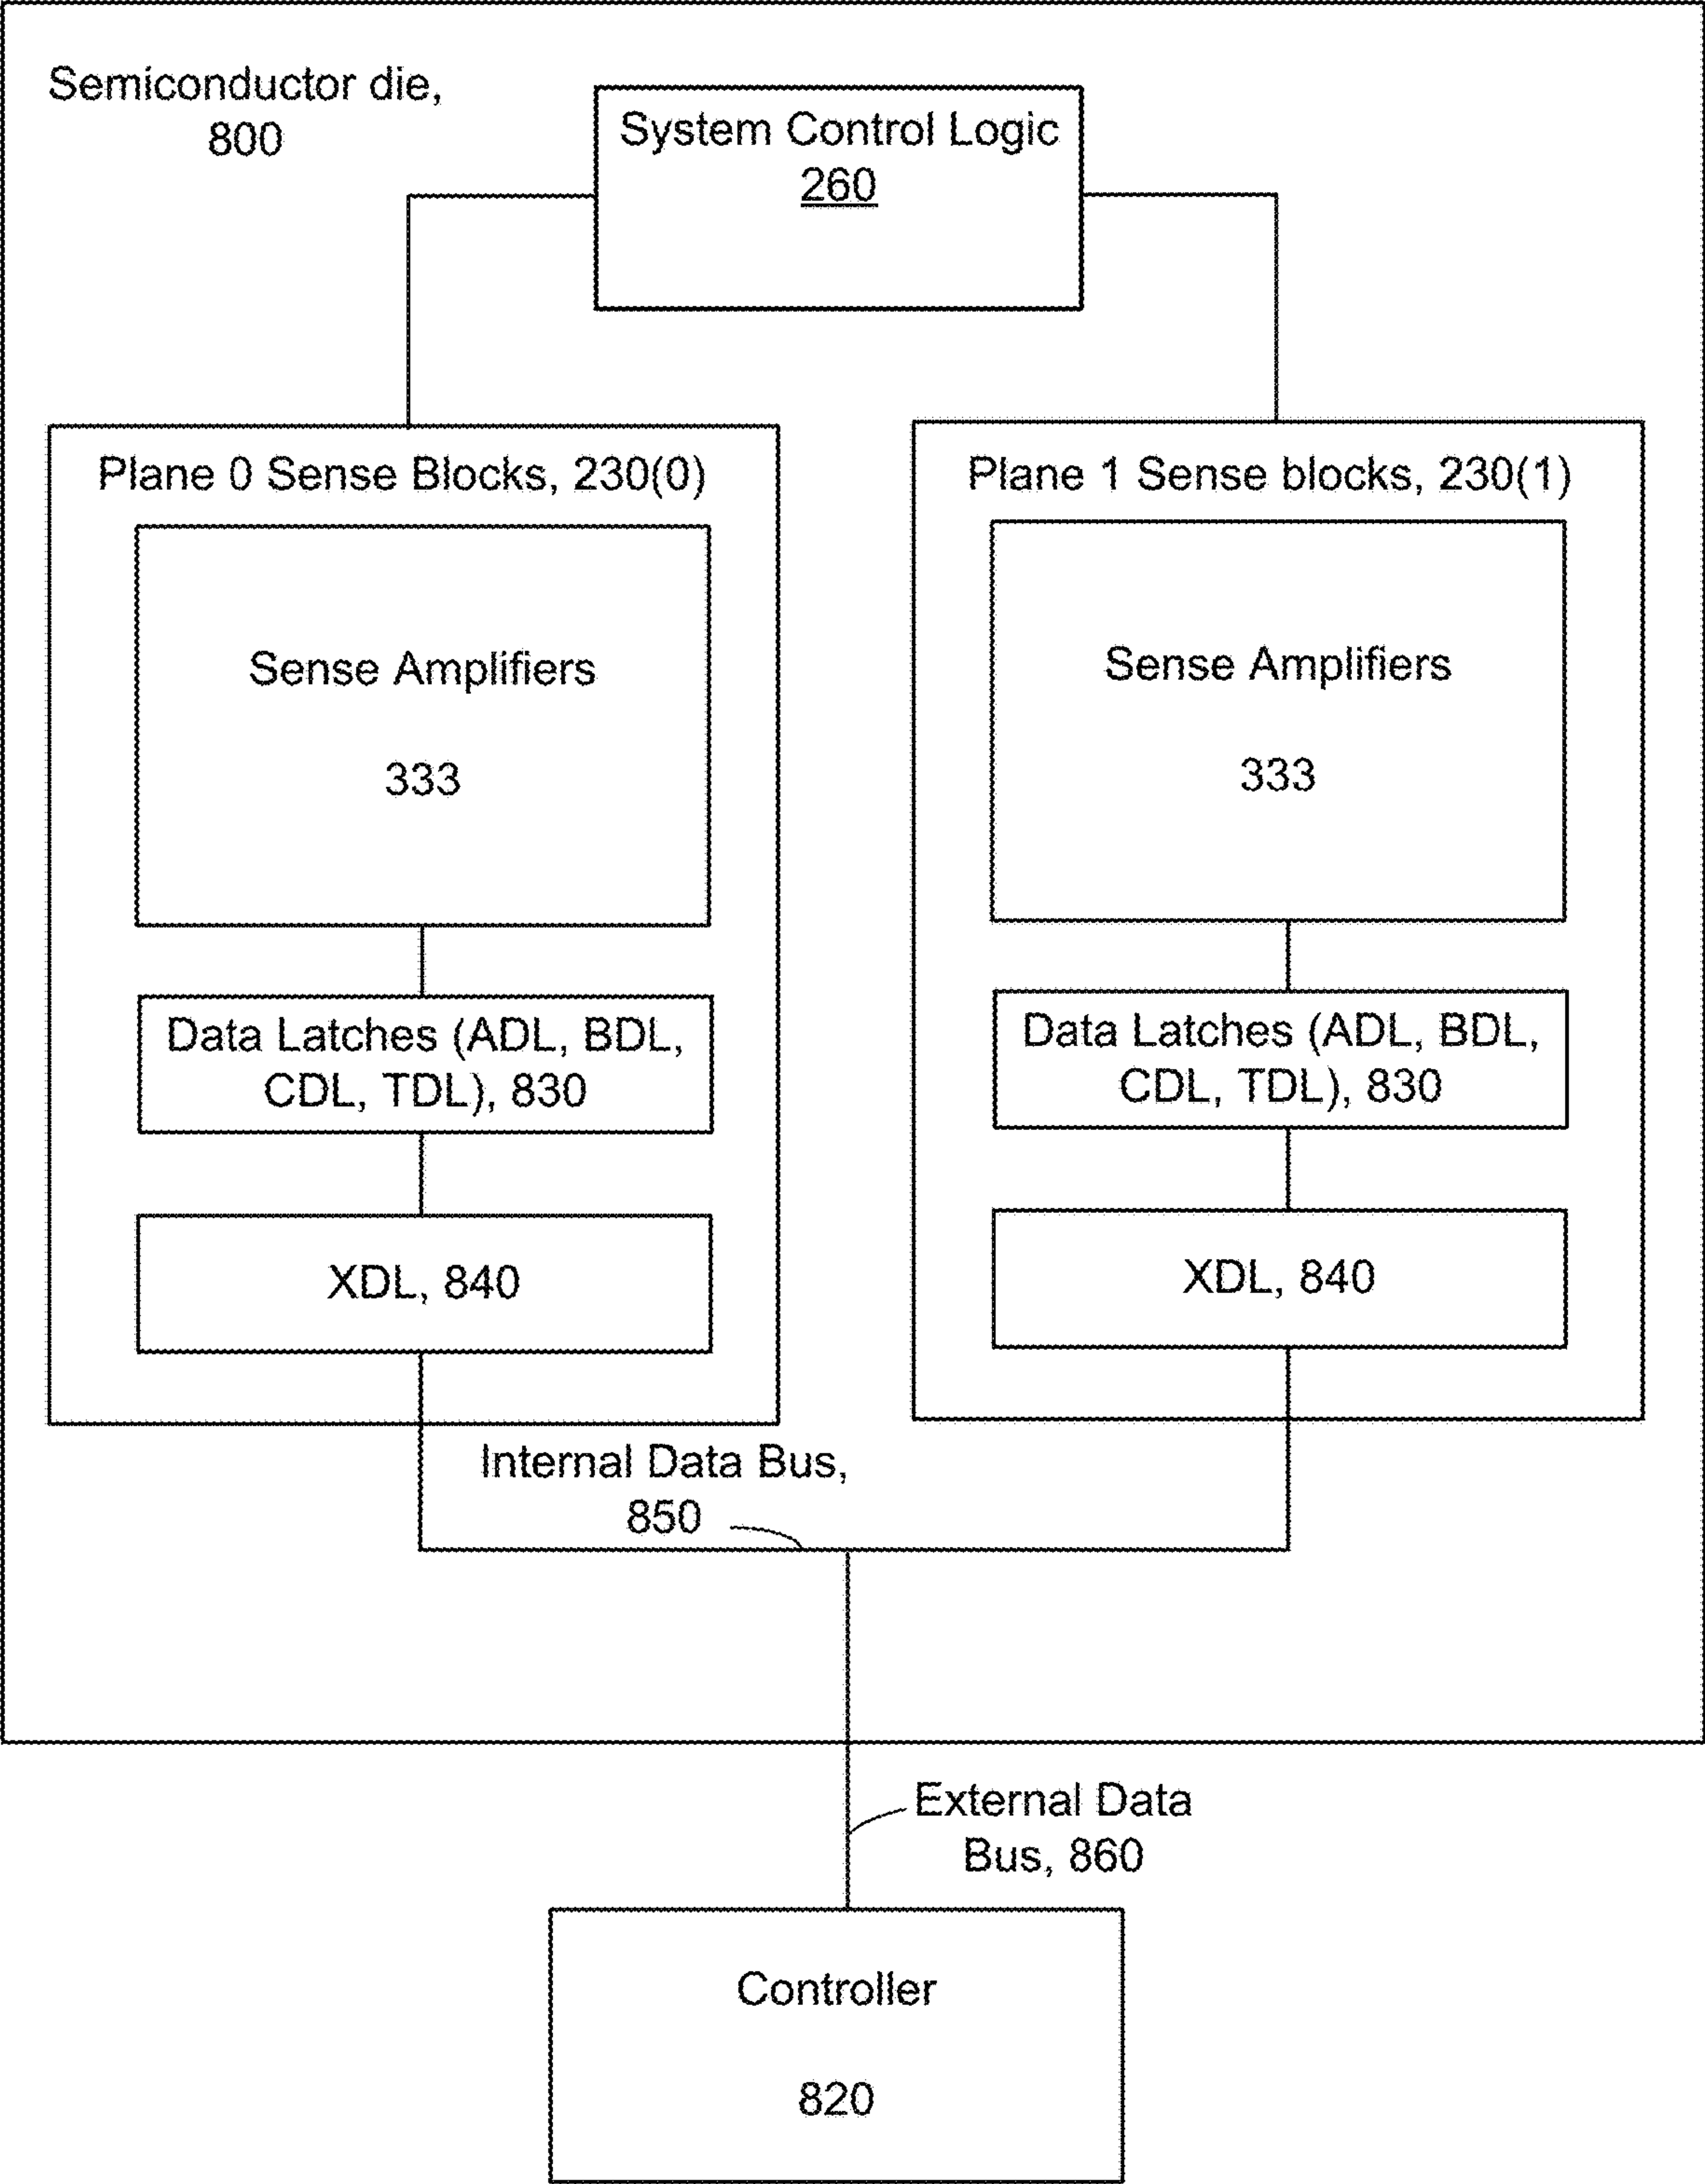 Semiconductor die,
800
System Control Logic
260
Plane 0 Sense Blocks, 230(0)
Sense Amplifiers
333
Data Latches (ADL, BDL,
CDL, TDL), 830
XDL, 840
Plane 1 Sense blocks, 230(1)
Sense Amplifiers
333
Data Latches (ADL, BDL,
CDL, TDL), 830
XDL, 840
Internal Data Bus,
850
External Data
Bus, 860
Controller
820